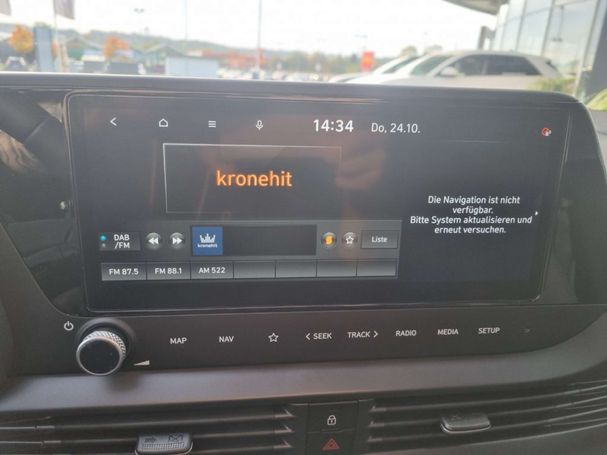 14:34 Do, 24.10.
kronehit
Die Navigation ist nicht
verfügbar.
Bitte System aktualisieren und
erneut versuchen.
DAB
/FM
kronehit
Liste
FM 87.5 FM 88.1 AM 522
MAP NAV SEEK TRACK RADIO MEDIA SETUP